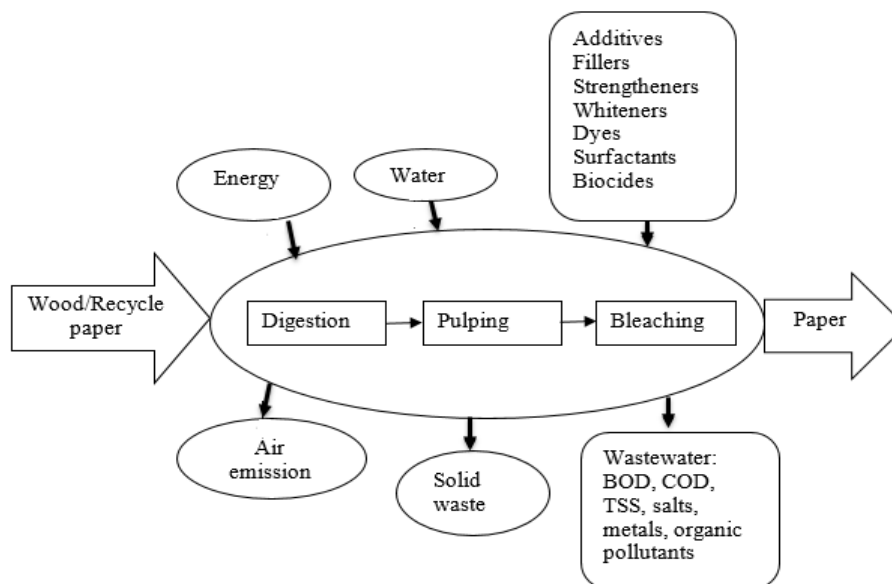 Additives
Fillers
Strengtheners
Whiteners
Dyes
Surfactants
Biocides
Energy
Water
Wood/Recycle
paper
Digestion
Pulping
Bleaching
Paper
Air
emission
Solid
waste
Wastewater:
BOD, COD,
TSS, salts,
metals, organic
pollutants